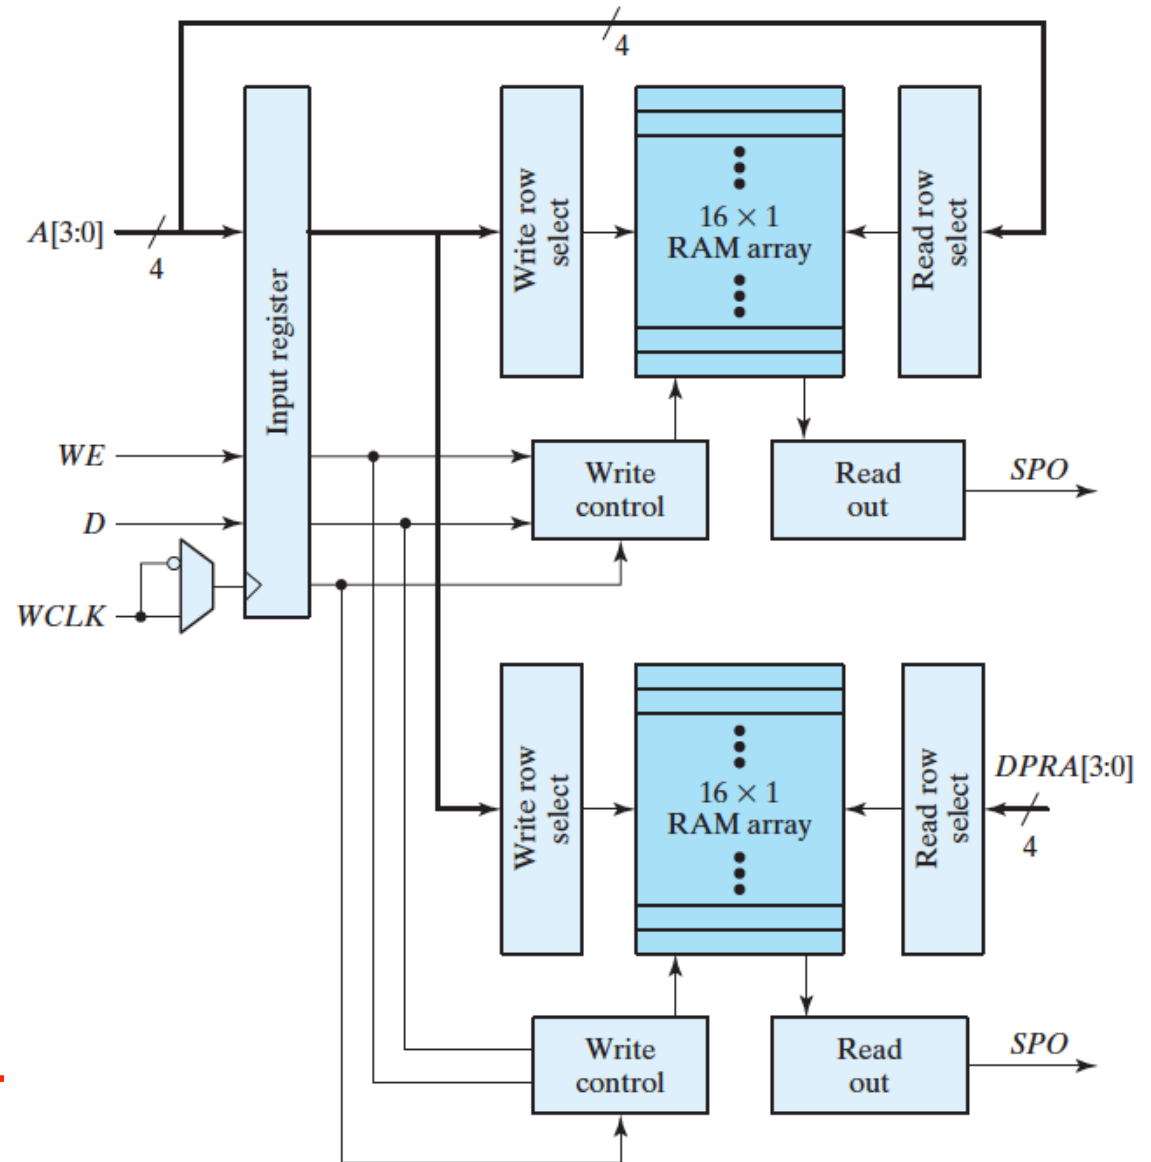 4
A[3:0]
4
Input register
Write row
select
16 × 1
RAM array
Read row
select
WE
D
WCLK
Write
control
Read
out
SPO
Write row
select
16 × 1
RAM array
Read row
select
DPRA[3:0]
4
Write
control
Read
out
SPO